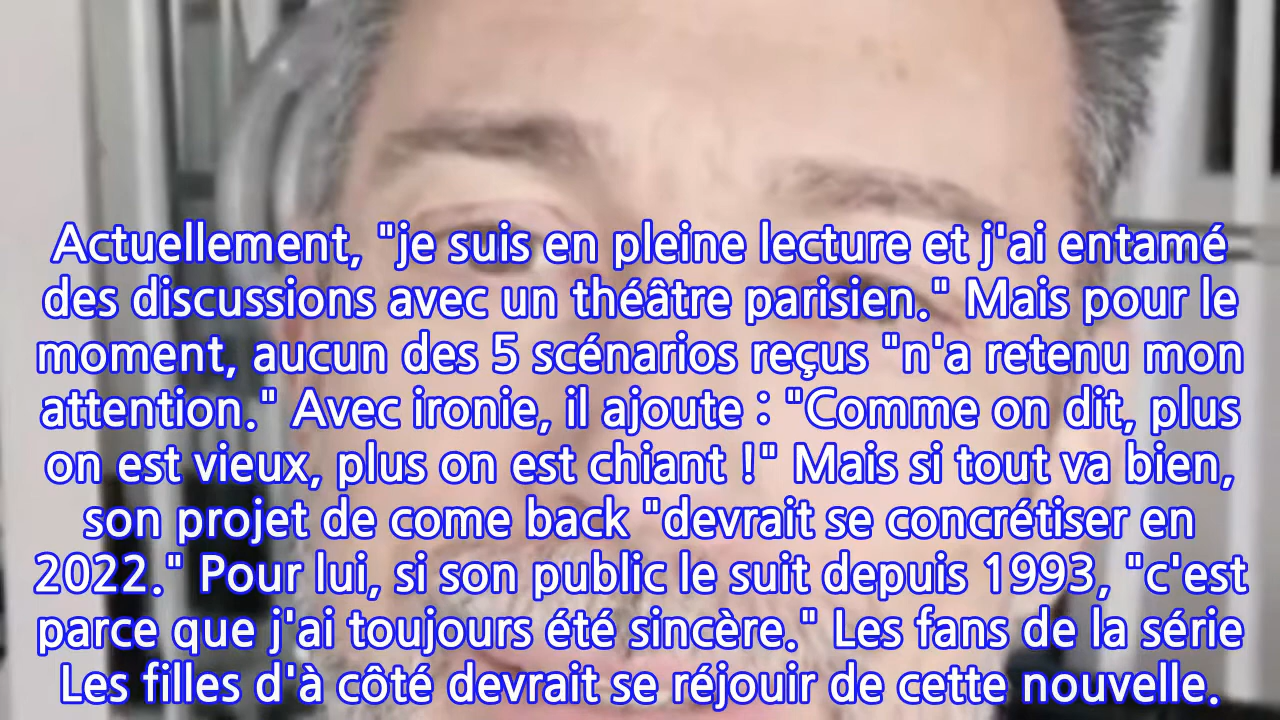 Actuellement, "je suis en pleine lecture et j'ai entamé
des discussions avec un théâtre parisien." Mais pour le
moment, aucun des 5 scénarios reçus "n'a retenu mon
attention." Avec ironie, il ajoute : "Comme on dit, plus
on est vieux, plus on est chiant !" Mais si tout va bien,
son projet de come back "devrait se concrétiser en
2022." Pour lui, si son public le suit depuis 1993, "c'est
parce que j'ai toujours été sincère." Les fans de la série
Les filles d'à côté devrait se réjouir de cette nouvelle.